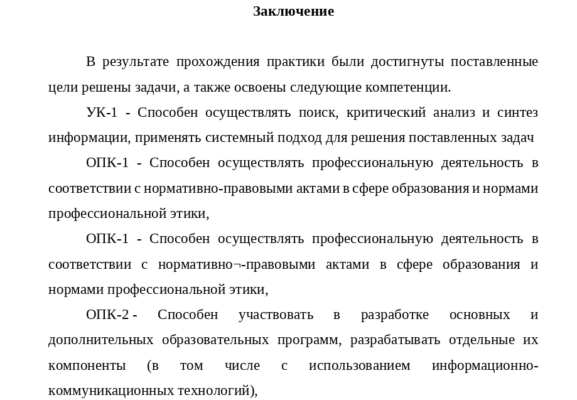 Заключение
В результате прохождения практики были достигнуты поставленные
цели решены задачи, а также освоены следующие компетенции.
УК-1 - Способен осуществлять поиск, критический анализ и синтез
информации, применять системный подход для решения поставленных задач
ОПК-1 - Способен осуществлять профессиональную деятельность в
соответствии с нормативно-правовыми актами в сфере образования и нормами
профессиональной этики,
ОПК-1 - Способен осуществлять профессиональную деятельность в
соответствии с нормативно¬-правовыми актами в сфере образования и
нормами профессиональной этики,
ОПК-2 - Способен участвовать в разработке основных и
дополнительных образовательных программ, разрабатывать отдельные их
компоненты (в том числе с использованием информационно-
коммуникационных технологий),